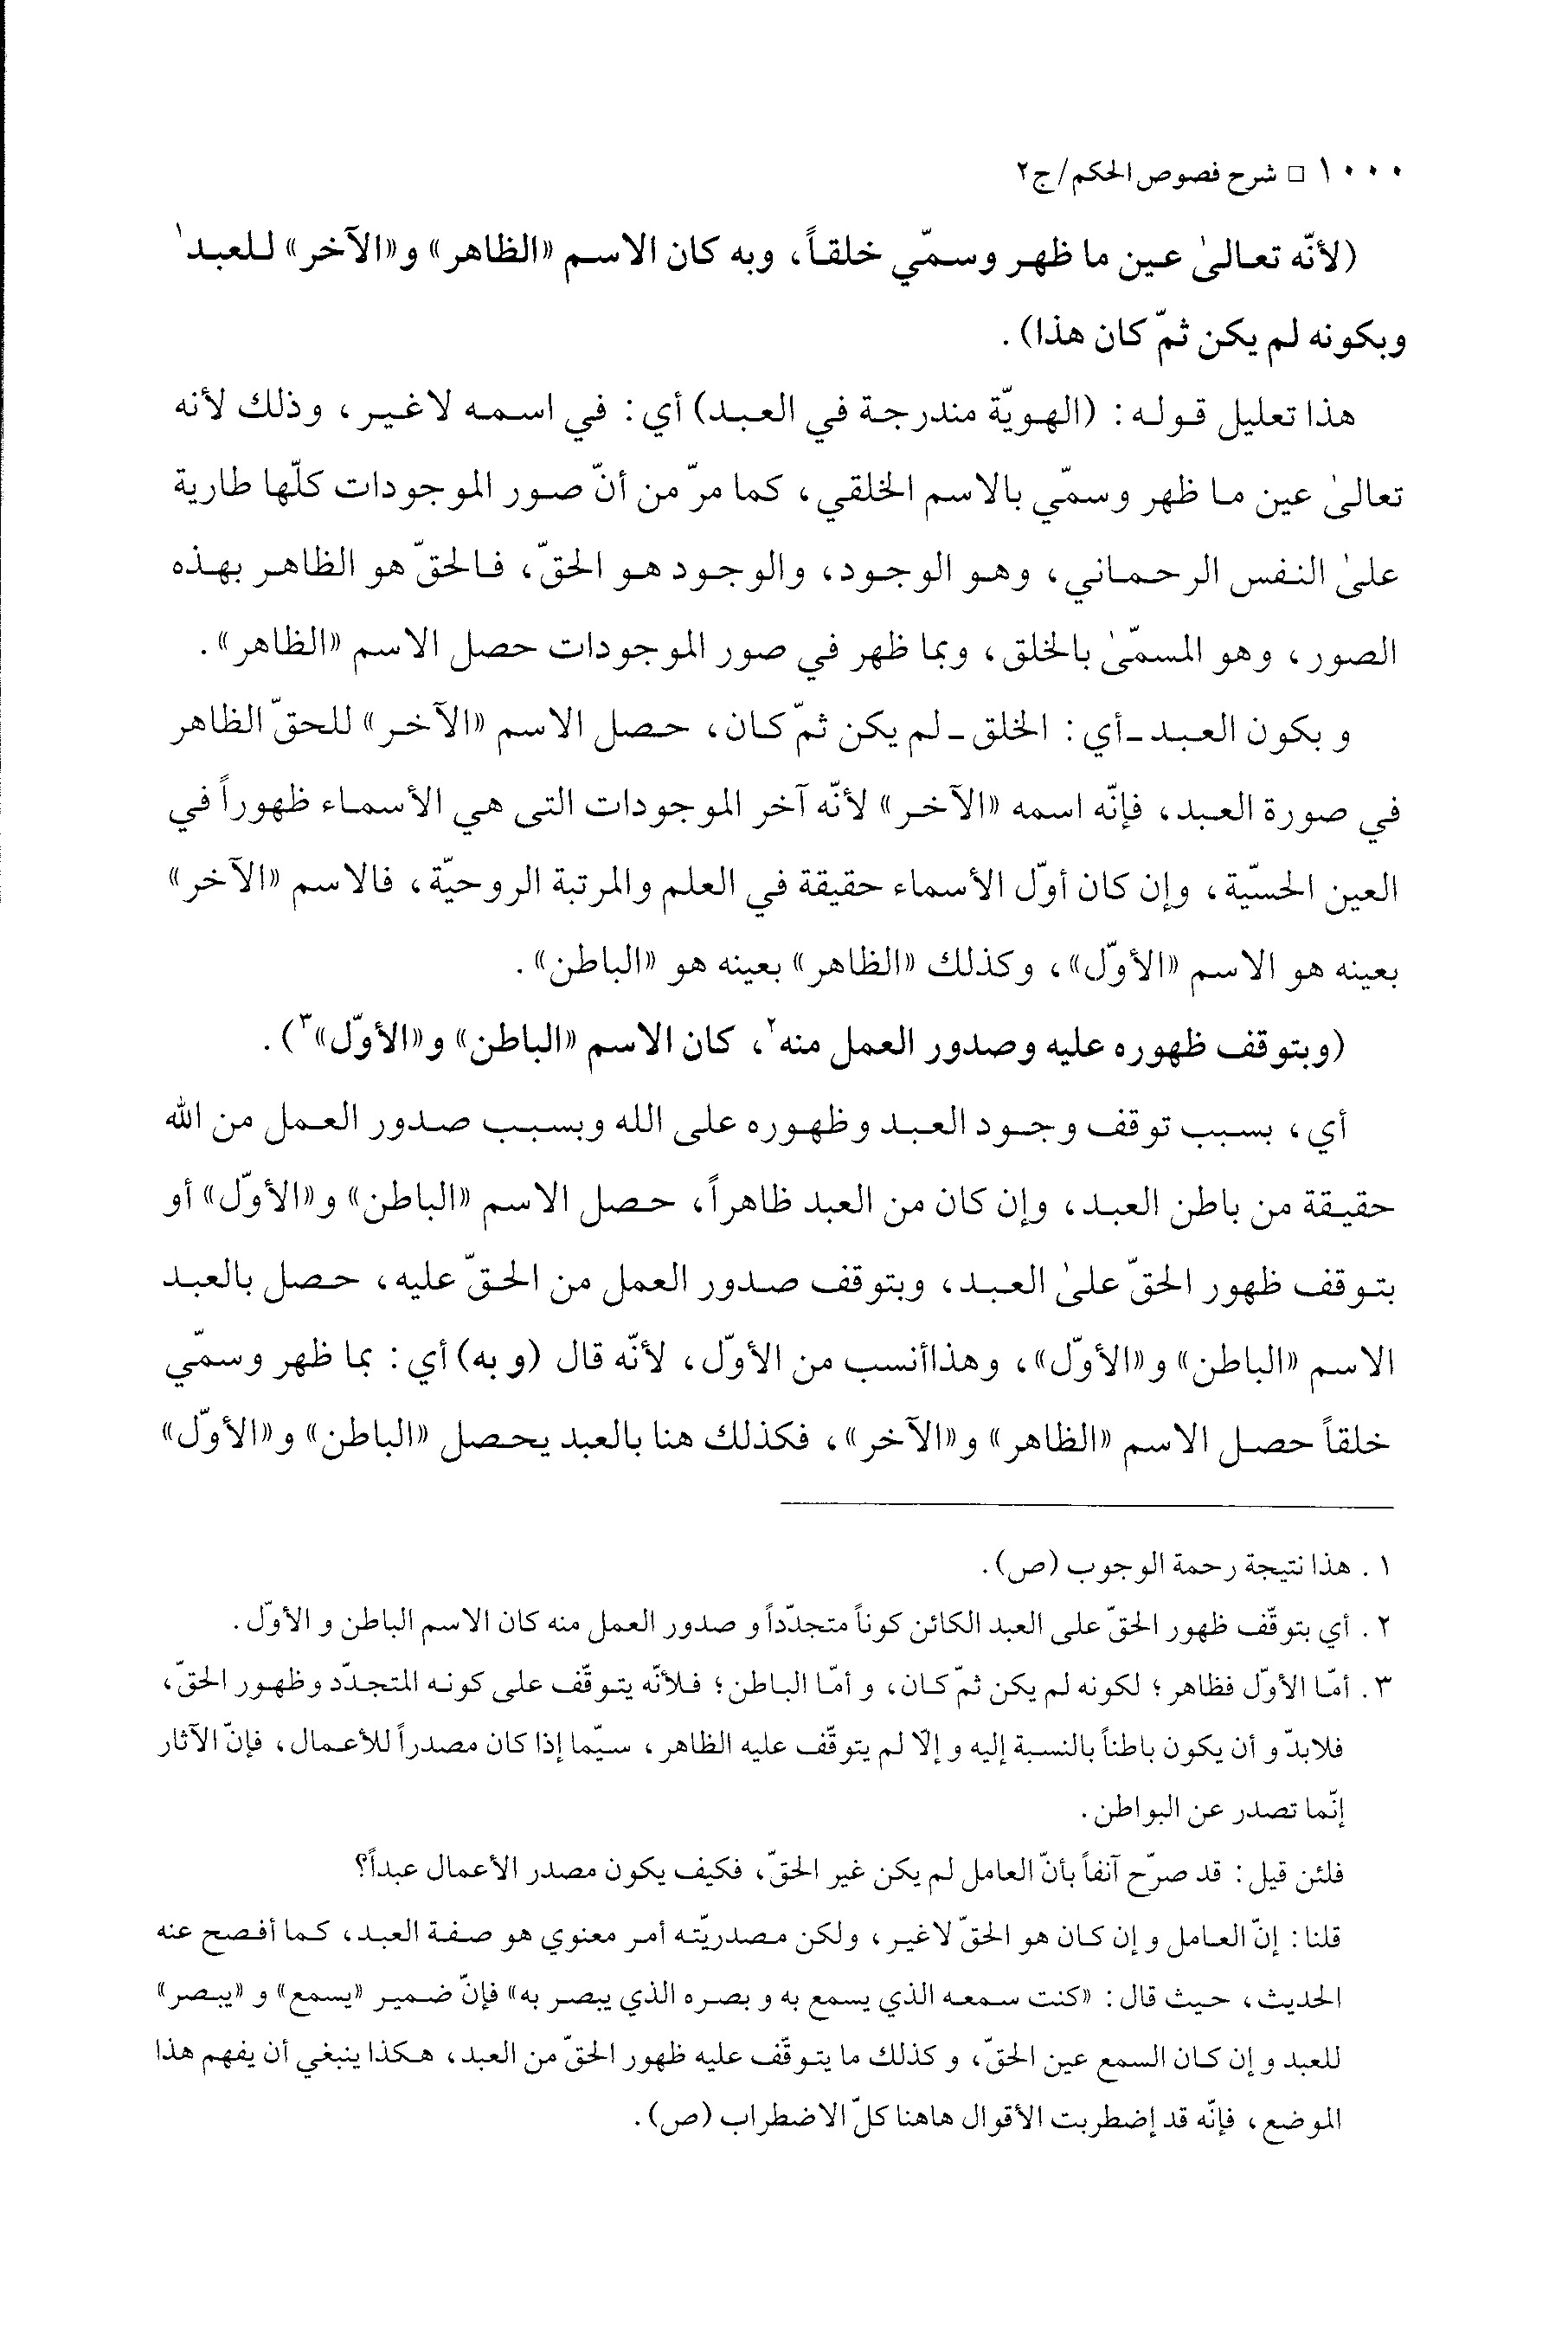 ١٠٠٠ □ شرح فصوص الحكم/ج٢
(لأنّه تعالىٰ عين ما ظهر وسمّي خلقاً، وبه كان الاسم «الظاهر» و«الآخر» للعبد١
وبكونه لم يكن ثمّ كان هذا).
هذا تعليل قوله: (الهويّة مندرجة في العبد) أي: في اسمه لاغير، وذلك لأنه
تعالىٰ عين ما ظهر وسمّي بالاسم الخلقي، كما مرّ من أنّ صور الموجودات كلّها طارية
علىٰ النفس الرحماني، وهو الوجود، والوجود هو الحقّ، فالحقّ هو الظاهر بهذه
الصور، وهو المسمّىٰ بالخلق، وبما ظهر في صور الموجودات حصل الاسم «الظاهر».
و بكون العبد ـ أي: الخلق ـ لم يكن ثمّ كان، حصل الاسم «الآخر» للحقّ الظاهر
في صورة العبد، فإنّه اسمه «الآخر» لأنّه آخر الموجودات التى هي الأسماء ظهوراً في
العين الحسّية، وإن كان أوّل الأسماء حقيقة في العلم والمرتبة الروحيّة، فالاسم «الآخر»
بعينه هو الاسم «الأوّل»، وكذلك «الظاهر» بعينه هو «الباطن».
(وبتوقف ظهوره عليه وصدور العمل منه٢، كان الاسم «الباطن» و«الأوّل»٣).
أي، بسبب توقف وجود العبد وظهوره على الله وبسبب صدور العمل من الله
حقيقة من باطن العبد، وإن كان من العبد ظاهراً، حصل الاسم «الباطن» و«الأوّل» أو
بتوقف ظهور الحقّ علىٰ العبد، وبتوقف صدور العمل من الحقّ عليه، حصل بالعبد
الاسم «الباطن» و«الأوّل»، وهذا أنسب من الأوّل، لأنّه قال (و به) أي: بما ظهر وسمّي
خلقاً حصل الاسم «الظاهر» و«الآخر»، فكذلك هنا بالعبد يحصل «الباطن» و«الأوّل»
١. هذا نتيجة رحمة الوجوب (ص).
٢. أي بتوقّف ظهور الحقّ على العبد الكائن كوناً متجدّداً و صدور العمل منه كان الاسم الباطن و الأوّل.
٣. أمّا الأوّل فظاهر؛ لكونه لم يكن ثمّ كان، و أمّا الباطن؛ فلأنّه يتوقّف على كونه المتجدّد وظهور الحقّ،
فلابدّ و أن يكون باطناً بالنسبة إليه و إلّا لم يتوقّف عليه الظاهر، سيّما إذا كان مصدراً للأعمال، فإنّ الآثار
إنّما تصدر عن البواطن.
فلئن قيل: قد صرّح آنفاً بأنّ العامل لم يكن غير الحقّ، فكيف يكون مصدر الأعمال عبداً؟
قلنا: إنّ العامل و إن كان هو الحقّ لاغير، ولكن مصدريّته أمر معنوي هو صفة العبد، كما أفصح عنه
الحديث، حيث قال: «كنت سمعه الذي يسمع به و بصره الذي يبصر به» فإنّ ضمير «يسمع» و «يبصر»
للعبد و إن كان السمع عين الحقّ، و كذلك ما يتوقّف عليه ظهور الحقّ من العبد، هكذا ينبغي أن يفهم هذا
الموضع، فإنّه قد إضطربت الأقوال هاهنا كلّ الاضطراب (ص).